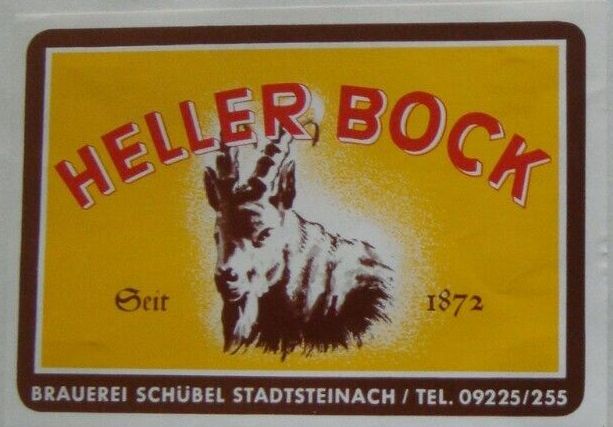 HELLER BOCK
Seit 1872
BRAUEREI SCHÜBEL STADTSTEINACH / TEL. 09225/255